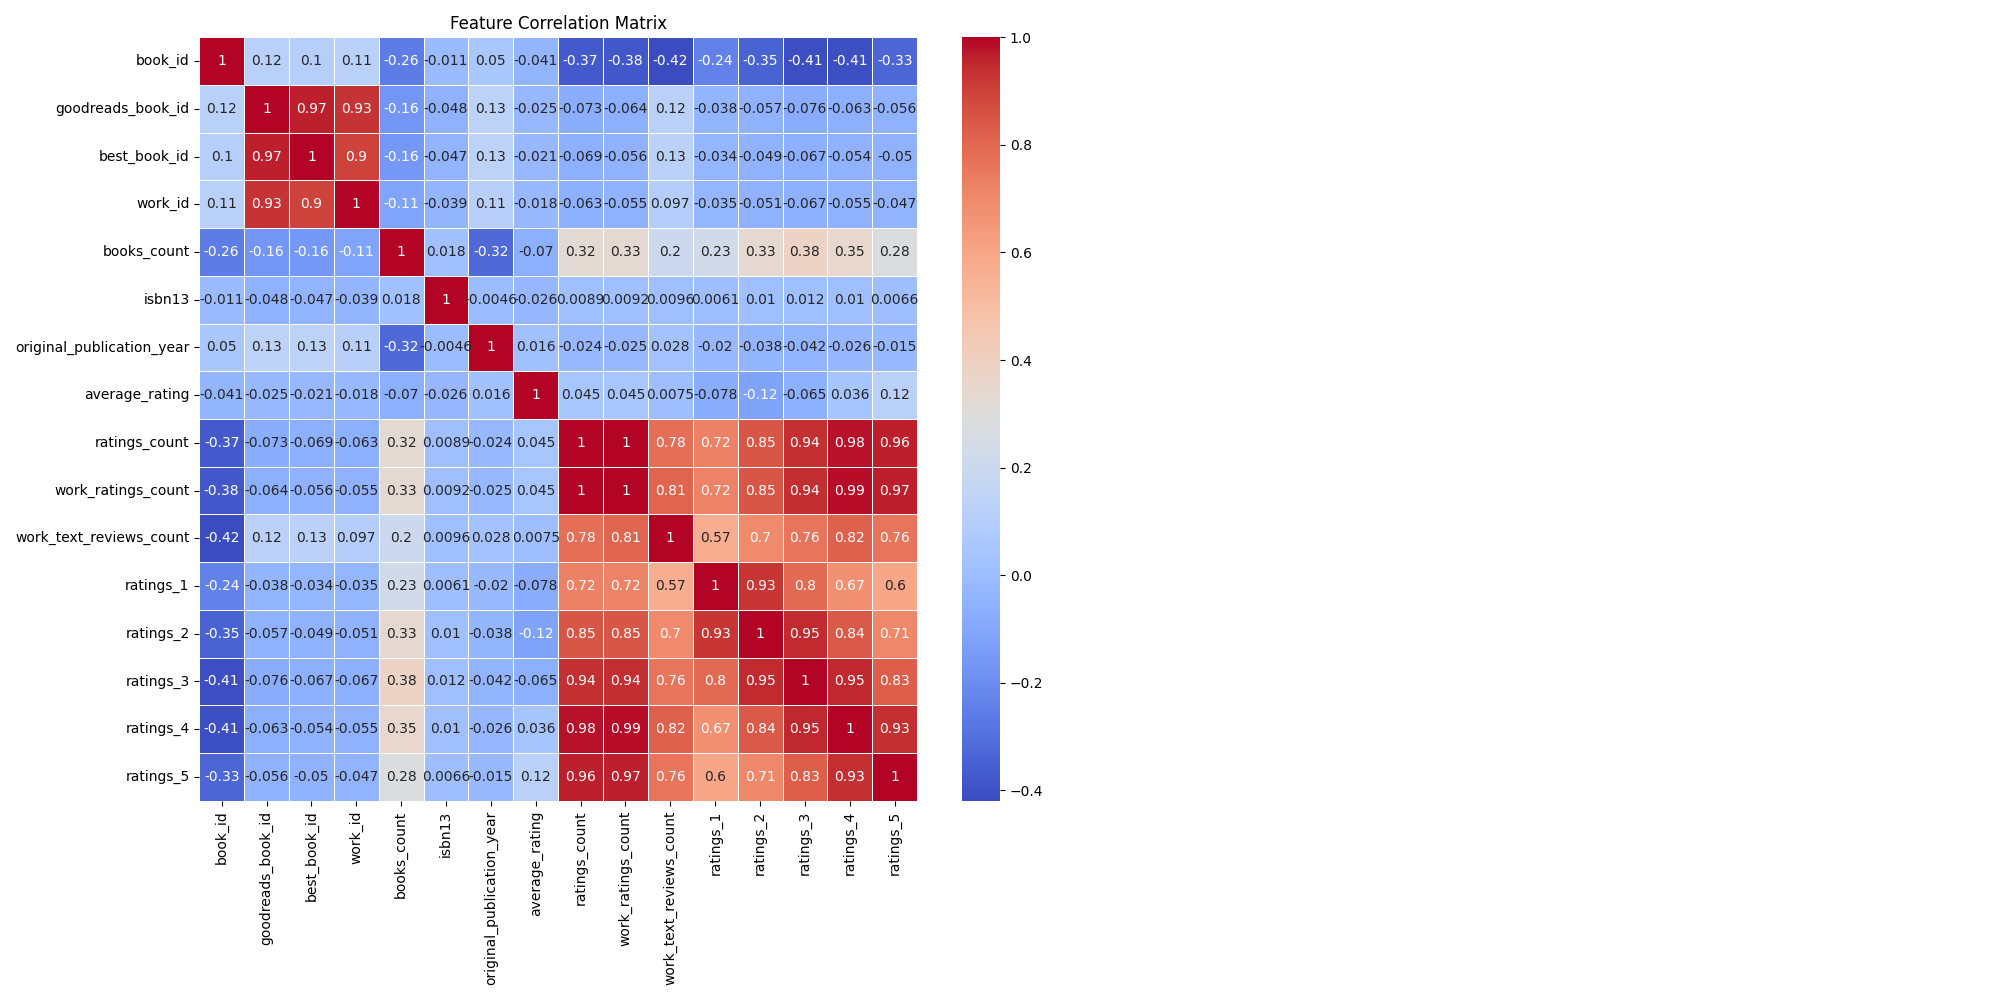 Feature Correlation Matrix
book_id 1 0.12 0.1 0.11 -0.26 -0.011 0.05 -0.041 -0.37 -0.38 -0.42 -0.24 -0.35 -0.41 -0.41 -0.33
goodreads_book_id 0.12 1 0.97 0.93 -0.16 -0.048 0.13 -0.025 -0.073 -0.064 0.12 -0.038 -0.057 -0.076 -0.063 -0.056
best_book_id 0.1 0.97 1 0.9 -0.16 -0.047 0.13 -0.021 -0.069 -0.056 0.13 -0.034 -0.049 -0.067 -0.054 -0.05
work_id 0.11 0.93 0.9 1 -0.11 -0.039 0.11 -0.018 -0.063 -0.055 0.097 -0.035 -0.051 -0.067 -0.055 -0.047
books_count -0.26 -0.16 -0.16 -0.11 1 0.018 -0.32 -0.07 0.32 0.33 0.2 0.23 0.33 0.38 0.35 0.28
isbn13 -0.011 -0.048 -0.047 -0.039 0.018 1 -0.0046 -0.026 0.0089 0.0092 0.0096 0.0061 0.01 0.012 0.01 0.0066
original_publication_year 0.05 0.13 0.13 0.11 -0.32 -0.0046 1 0.016 -0.024 -0.025 0.028 -0.02 -0.038 -0.042 -0.026 -0.015
average_rating -0.041 -0.025 -0.021 -0.018 -0.07 -0.026 0.016 1 0.045 0.045 0.0075 -0.078 -0.12 -0.065 0.036 0.12
ratings_count -0.37 -0.073 -0.069 -0.063 0.32 0.0089 -0.024 0.045 1 1 0.78 0.72 0.85 0.94 0.98 0.96
work_ratings_count -0.38 -0.064 -0.056 -0.055 0.33 0.0092 -0.025 0.045 1 1 0.81 0.72 0.85 0.94 0.99 0.97
work_text_reviews_count -0.42 0.12 0.13 0.097 0.2 0.0096 0.028 0.0075 0.78 0.81 1 0.57 0.7 0.76 0.82 0.76
ratings_1 -0.24 -0.038 -0.034 -0.035 0.23 0.0061 -0.02 -0.078 0.72 0.72 0.57 1 0.93 0.8 0.67 0.6
ratings_2 -0.35 -0.057 -0.049 -0.051 0.33 0.01 -0.038 -0.12 0.85 0.85 0.7 0.93 1 0.95 0.84 0.71
ratings_3 -0.41 -0.076 -0.067 -0.067 0.38 0.012 -0.042 -0.065 0.94 0.94 0.76 0.8 0.95 1 0.95 0.83
ratings_4 -0.41 -0.063 -0.054 -0.055 0.35 0.01 -0.026 0.036 0.98 0.99 0.82 0.67 0.84 0.95 1 0.93
ratings_5 -0.33 -0.056 -0.05 -0.047 0.28 0.0066 -0.015 0.12 0.96 0.97 0.76 0.6 0.71 0.83 0.93 1
book_id
goodreads_book_id
best_book_id
work_id
books_count
isbn13
original_publication_year
average_rating
ratings_count
work_ratings_count
work_text_reviews_count
ratings_1
ratings_2
ratings_3
ratings_4
ratings_5
1.0
0.8
0.6
0.4
0.2
0.0
−0.2
−0.4